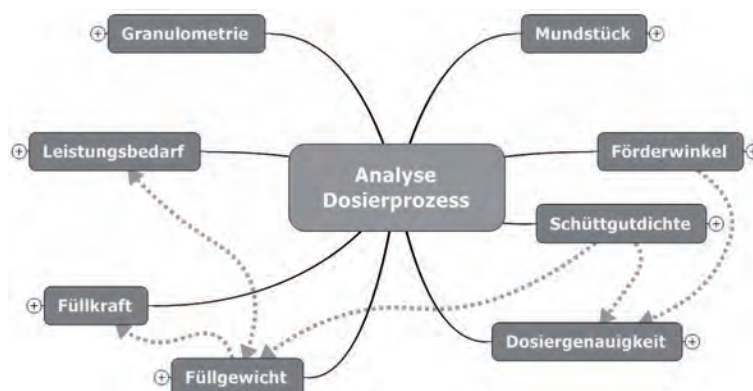 Granulometrie
Mundstück
Leistungsbedarf
Förderwinkel
Analyse
Dosierprozess
Schüttgutdichte
Füllkraft
Dosiergenauigkeit
Füllgewicht